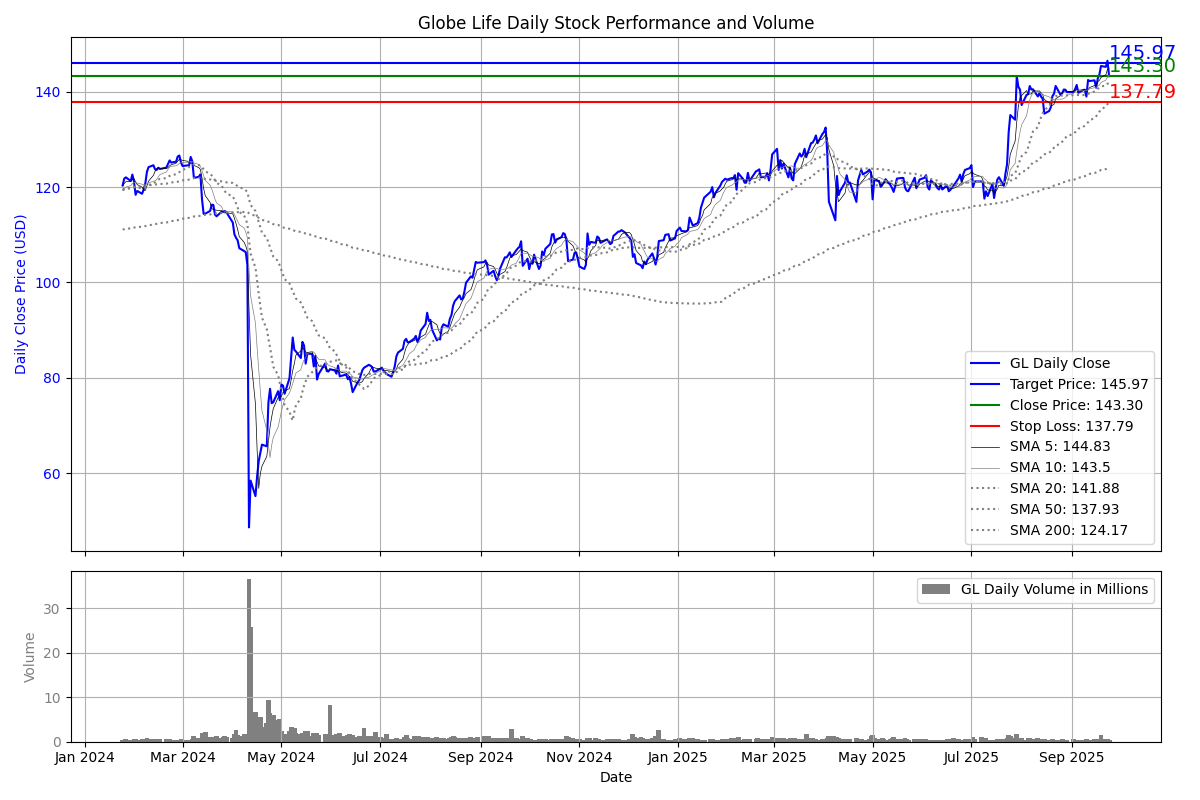 Globe Life Daily Stock Performance and Volume
145.97
143.30
137.79
Daily Close Price (USD)
140
120
100
80
60
GL Daily Close
Target Price: 145.97
Close Price: 143.30
Stop Loss: 137.79
SMA 5: 144.83
SMA 10: 143.5
SMA 20: 141.88
SMA 50: 137.93
SMA 200: 124.17
GL Daily Volume in Millions
Volume
30
20
10
0
Jan 2024 Mar 2024 May 2024 Jul 2024 Sep 2024 Nov 2024 Jan 2025 Mar 2025 May 2025 Jul 2025 Sep 2025
Date